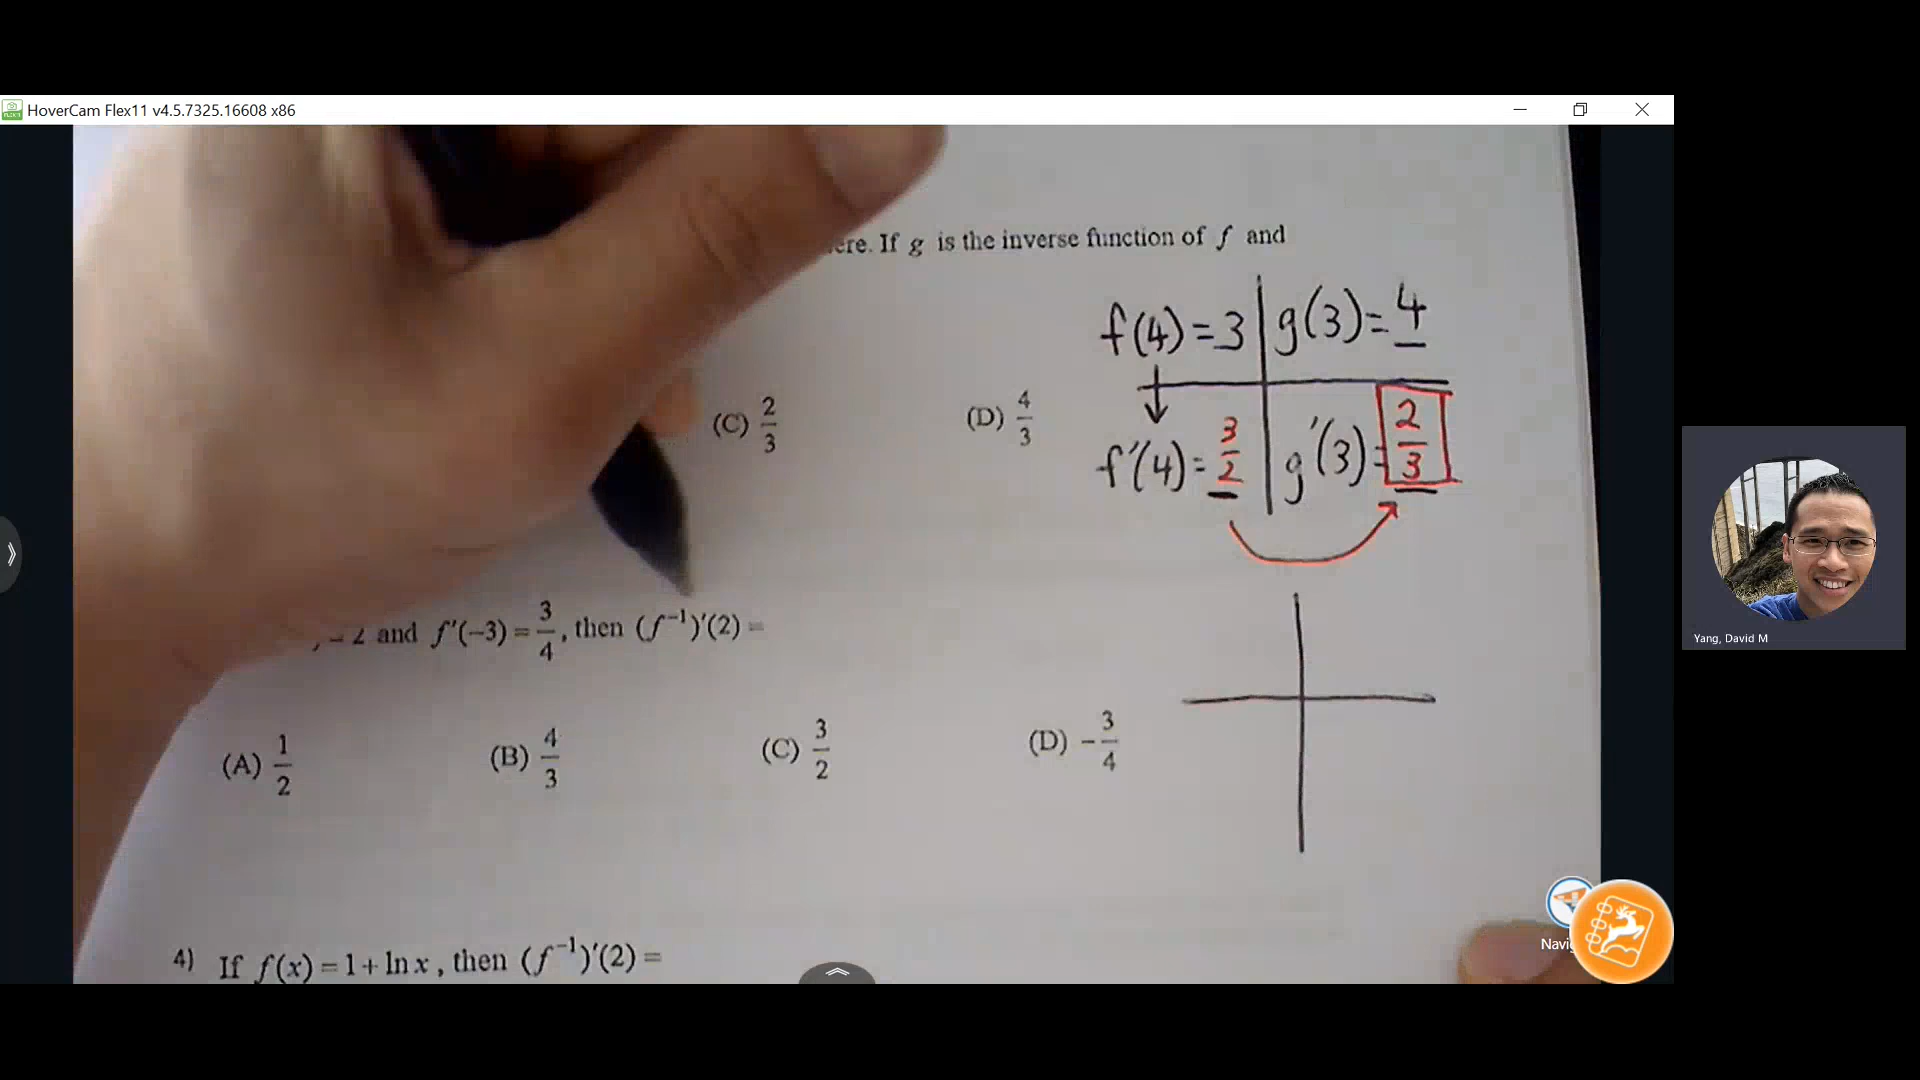 HoverCam Flex11 v4.5.7325.16608 x86
If g is the inverse function of f and
f(4)=3 g(3)=4
(C) 2/3 (D) 4/3
f'(4)=3/2 g'(3)=2/3
Yang, David M
2 and f'(-3)=3/4, then (f⁻¹)'(2)=
(A) 1/2 (B) 4/3 (C) 3/2 (D) -3/4
4) If f(x)=1+ln x, then (f⁻¹)'(2)=